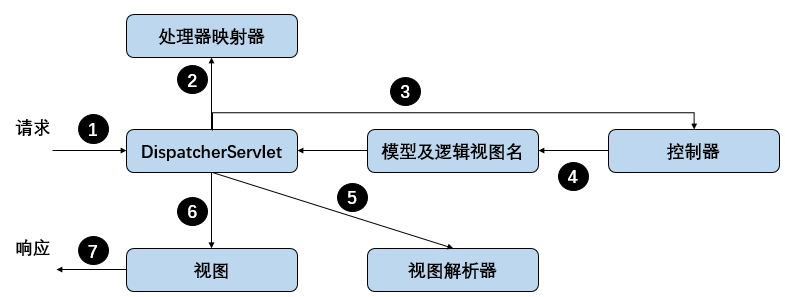 处理器映射器
2
3
请求
1
DispatcherServlet
模型及逻辑视图名
控制器
4
5
6
响应
7
视图
视图解析器